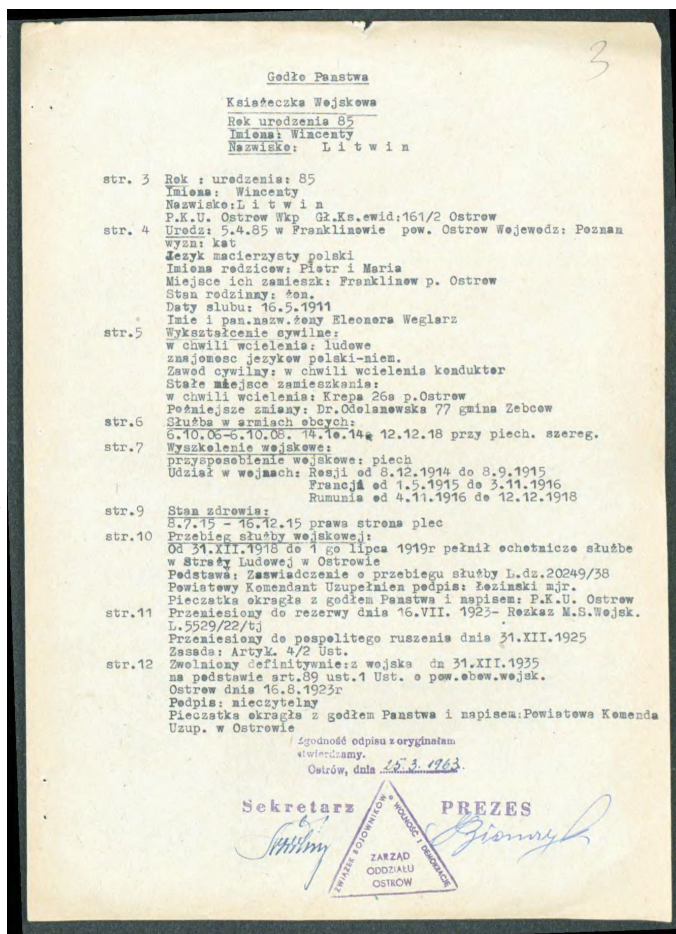 3
Godło Panstwa
Ksiażeczka Wojskowa
Rok urodzenia 85
Imiona: Wincenty
Nazwisko: L i t w i n
str. 3 Rok : urodzenia: 85
Imiona: Wincenty
Nazwisko:L i t w i n
P.K.U. Ostrow Wkp Gł.Ks.ewid:161/2 Ostrow
str. 4 Urodz: 5.4.85 w Franklinowie pow. Ostrow Wojewodz: Poznan
wyzn: kat
Jezyk macierzysty polski
Imiona rodzicow: Piotr i Maria
Miejsce ich zamieszk: Franklinow p. Ostrow
Stan rodzinny: żon.
Daty slubu: 16.5.1911
Imie i pan.nazw.żony Eleonora Weglarz
str.5 Wykształcenie cywilne:
w chwili wcielenia: ludowe
znajomosc jezykow polski-niem.
Zawod cywilny: w chwili wcielenia konduktor
Stałe miejsce zamieszkania:
w chwili wcielenia: Krepa 26a p.Ostrow
Poźniejsze zmiany: Dr.Odolanowska 77 gmina Zebcow
str.6 Służba w armiach obcych:
6.10.06-6.10.08. 14.10.14. 12.12.18 przy piech. szereg.
str.7 Wyszkolenie wojskowe:
przysposobienie wojskowe: piech
Udział w wojnach: Rosji od 8.12.1914 do 8.9.1915
Francji od 1.5.1915 do 3.11.1916
Rumunia od 4.11.1916 do 12.12.1918
str.9 Stan zdrowia:
8.7.15 - 16.12.15 prawa strona plec
str.10 Przebieg służby wojskowej:
Od 31.XII.1918 do 1 go lipca 1919r pełnił ochotniczo służbe
w Straży Ludowej w Ostrowie
Podstawa: Zaswiadczenie o przebiegu służby L.dz.20249/38
Powiatowy Komendant Uzupełnien podpis: Łozinski mjr.
Pieczatka okragła z godłem Panstwa i napisem: P.K.U. Ostrow
str.11 Przeniesiony do rezerwy dnia 16.VII. 1923- Rozkaz M.S.Wojsk.
L.5529/22/tj
Przeniesiony do pospolitego ruszenia dnia 31.XII.1925
Zasada: Artyk. 4/2 Ust.
str.12 Zwolniony definitywnie:z wojska dn 31.XII.1935
na podstawie art.89 ust.1 Ust. o pow.obow.wojsk.
Ostrow dnia 16.8.1923r
Podpis: nieczytelny
Pieczatka okragła z godłem Panstwa i napisem:Powiatowa Komenda
Uzup. w Ostrowie
Zgodność odpisu z oryginałem
stwierdzamy.
Ostrów, dnia 25.3.1963.
Sekretarz PREZES
ZWIĄZEK BOJOWNIKÓW O WOLNOŚĆ I DEMOKRACJĘ
ZARZĄD
ODDZIAŁU
OSTRÓW